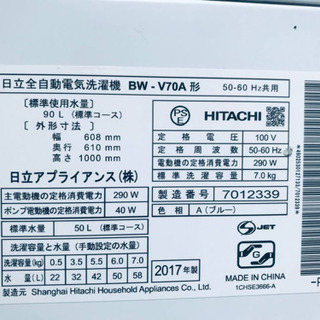 日立全自動電気洗濯機 BW-V70A 形 50-60 Hz共用
[標準使用水量]
90 L (標準コース)
[外形寸法]
幅 608 mm
奥行 610 mm
高さ 1000 mm
日立アプライアンス(株)
PSE HITACHI
定格電圧 100 V
定格周波数 50-60 Hz
電動機の定格消費電力 290 W
標準洗濯容量 7.0 kg
主電動機の定格消費電力 290 W
ポンプ電動機の定格消費電力 40 W
製造番号 7012339
標準水量 50 L (標準コース)
色調 A (ブルー)
洗濯容量と水量 (手動設定の水量)
洗濯容量(kg) 0.5 3.5 5.5 6.0 7.0
水量 (L) 22 32 42 50 58
2017年製
JET
MADE IN CHINA
1CHSE3666-A
製造元 Shanghai Hitachi Household Appliances Co., Ltd.